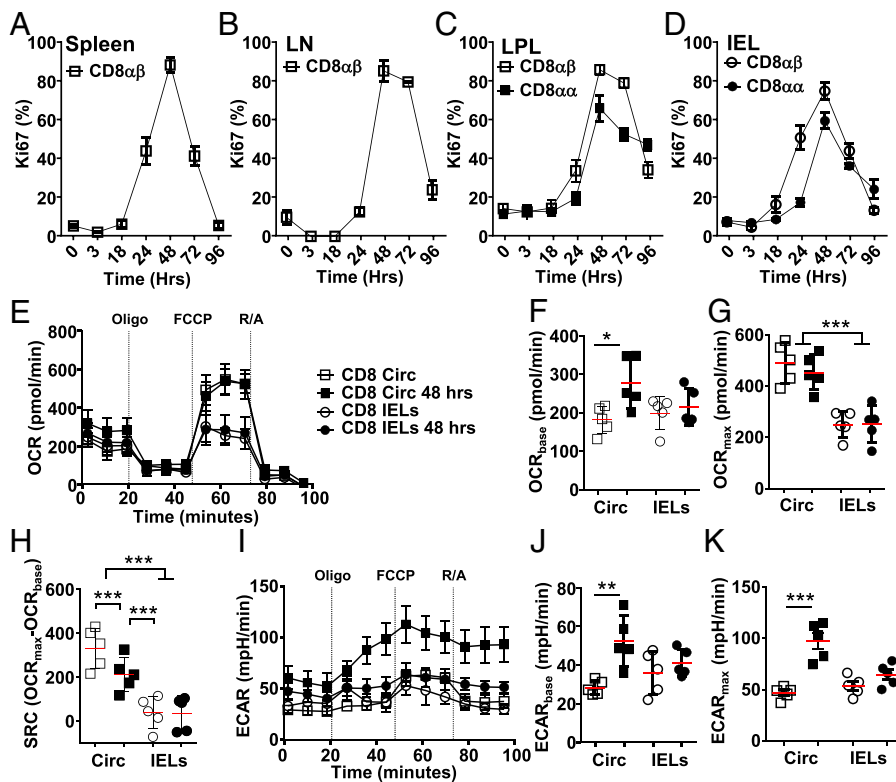 A
Spleen
CD8αβ
Ki67 (%)
100
80
60
40
20
0
0 3 18 24 48 72 96
Time (Hrs)
B
LN
CD8αβ
Ki67 (%)
100
80
60
40
20
0
0 3 18 24 48 72 96
Time (Hrs)
C
LPL
CD8αβ
CD8αα
Ki67 (%)
100
80
60
40
20
0
0 3 18 24 48 72 96
Time (Hrs)
D
IEL
CD8αβ
CD8αα
Ki67 (%)
100
80
60
40
20
0
0 3 18 24 48 72 96
Time (Hrs)
E
Oligo FCCP R/A
OCR (pmol/min)
800
600
400
200
0
0 20 40 60 80 100
Time (minutes)
CD8 Circ
CD8 Circ 48 hrs
CD8 IELs
CD8 IELs 48 hrs
F
*
OCRbase (pmol/min)
400
300
200
100
0
Circ IELs
G
***
OCRmax (pmol/min)
600
400
200
0
Circ IELs
H
***
*** ***
SRC (OCRmax-OCRbase)
600
400
200
0
Circ IELs
I
Oligo FCCP R/A
ECAR (mpH/min)
150
100
50
0
0 20 40 60 80 100
Time (minutes)
J
**
ECARbase (mpH/min)
80
60
40
20
0
Circ IELs
K
***
ECARmax (mpH/min)
150
100
50
0
Circ IELs